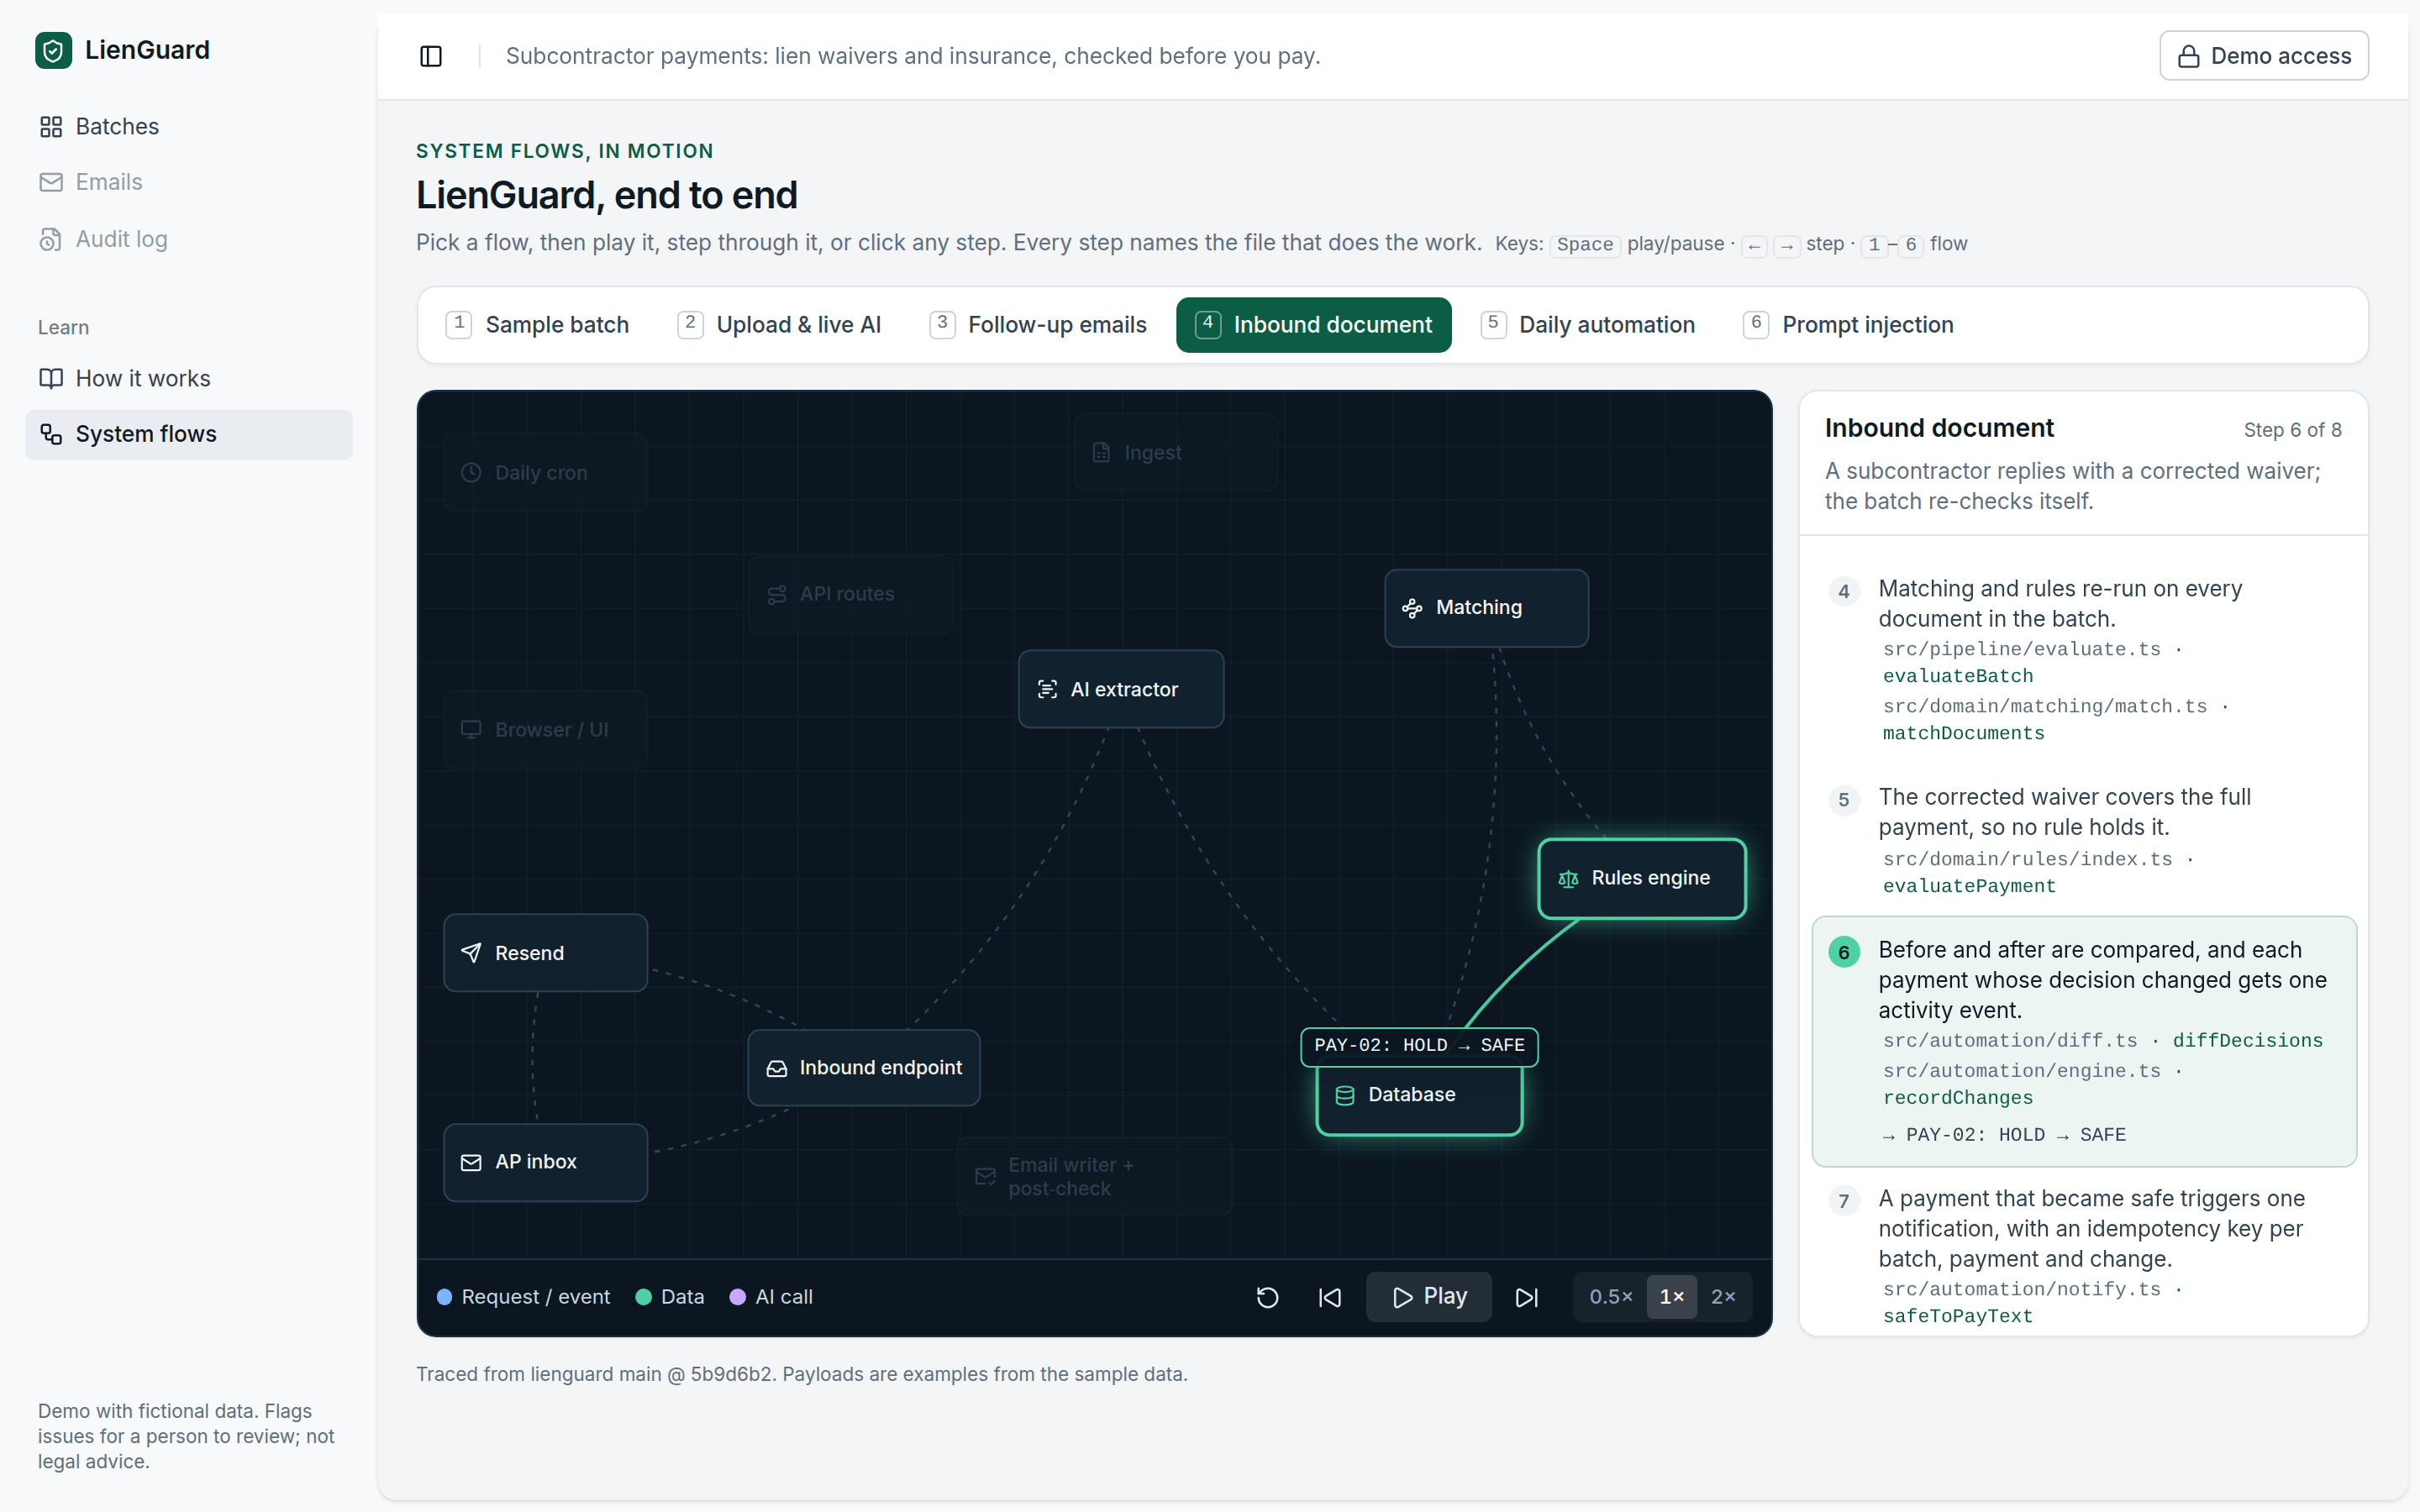 LienGuard
Batches
Emails
Audit log
Learn
How it works
System flows
Demo with fictional data. Flags
issues for a person to review; not
legal advice.
Subcontractor payments: lien waivers and insurance, checked before you pay.
Demo access
SYSTEM FLOWS, IN MOTION
LienGuard, end to end
Pick a flow, then play it, step through it, or click any step. Every step names the file that does the work. Keys: Space play/pause · ← → step · 1–6 flow
1 Sample batch
2 Upload & live AI
3 Follow-up emails
4 Inbound document
5 Daily automation
6 Prompt injection
Daily cron
Ingest
API routes
Matching
AI extractor
Browser / UI
Rules engine
Resend
Inbound endpoint
PAY-02: HOLD → SAFE
Database
AP inbox
Email writer +
post-check
Request / event
Data
AI call
Play
0.5×
1×
2×
Inbound document
Step 6 of 8
A subcontractor replies with a corrected waiver;
the batch re-checks itself.
4 Matching and rules re-run on every
document in the batch.
src/pipeline/evaluate.ts ·
evaluateBatch
src/domain/matching/match.ts ·
matchDocuments
5 The corrected waiver covers the full
payment, so no rule holds it.
src/domain/rules/index.ts ·
evaluatePayment
6 Before and after are compared, and each
payment whose decision changed gets one
activity event.
src/automation/diff.ts · diffDecisions
src/automation/engine.ts ·
recordChanges
→ PAY-02: HOLD → SAFE
7 A payment that became safe triggers one
notification, with an idempotency key per
batch, payment and change.
src/automation/notify.ts ·
safeToPayText
Traced from lienguard main @ 5b9d6b2. Payloads are examples from the sample data.